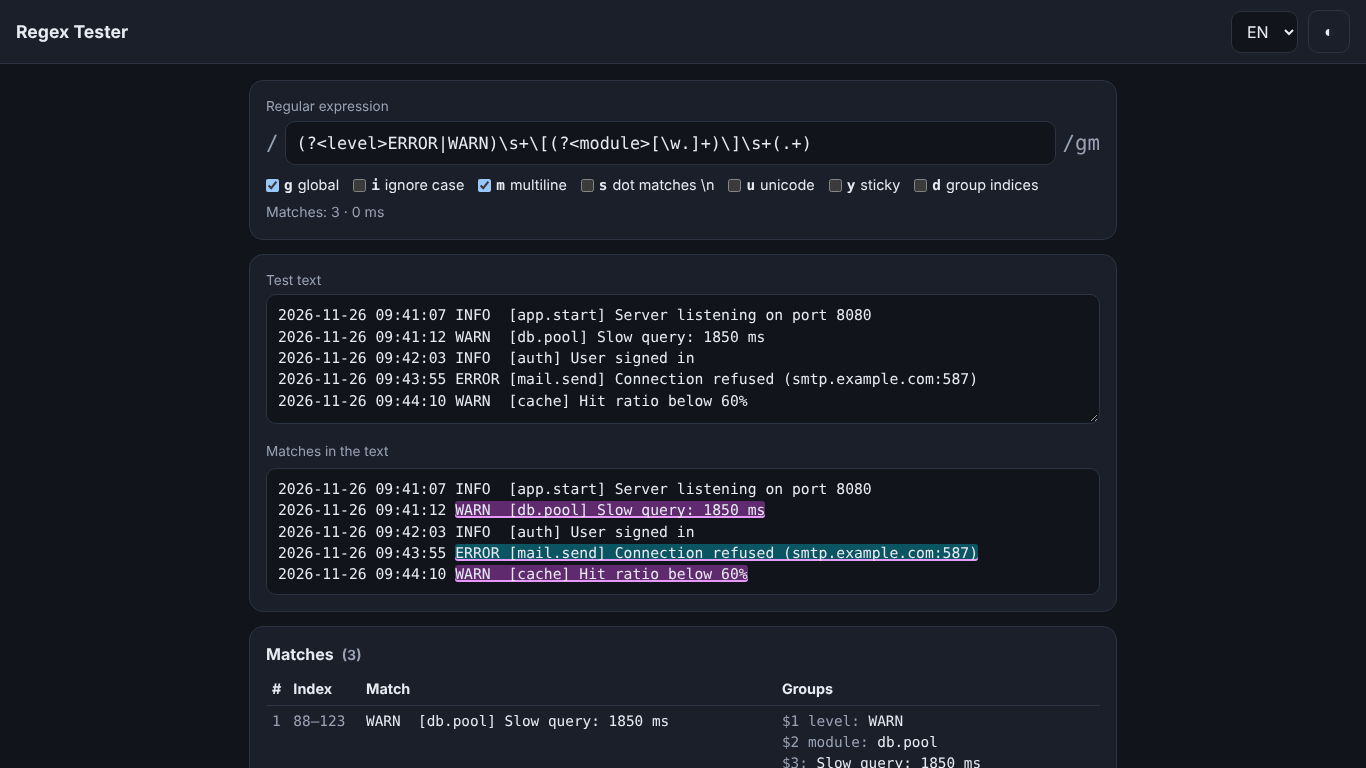 Regex Tester
EN
Regular expression
/ (?<level>ERROR|WARN)\s+\[(?<module>[\w.]+)\]\s+(.+) /gm
g global i ignore case m multiline s dot matches \n u unicode y sticky d group indices
Matches: 3 · 0 ms
Test text
2026-11-26 09:41:07 INFO  [app.start] Server listening on port 8080
2026-11-26 09:41:12 WARN  [db.pool] Slow query: 1850 ms
2026-11-26 09:42:03 INFO  [auth] User signed in
2026-11-26 09:43:55 ERROR [mail.send] Connection refused (smtp.example.com:587)
2026-11-26 09:44:10 WARN  [cache] Hit ratio below 60%
Matches in the text
2026-11-26 09:41:07 INFO  [app.start] Server listening on port 8080
2026-11-26 09:41:12 WARN  [db.pool] Slow query: 1850 ms
2026-11-26 09:42:03 INFO  [auth] User signed in
2026-11-26 09:43:55 ERROR [mail.send] Connection refused (smtp.example.com:587)
2026-11-26 09:44:10 WARN  [cache] Hit ratio below 60%
Matches (3)
# Index Match Groups
1 88–123 WARN  [db.pool] Slow query: 1850 ms $1 level: WARN
$2 module: db.pool
$3: Slow query: 1850 ms